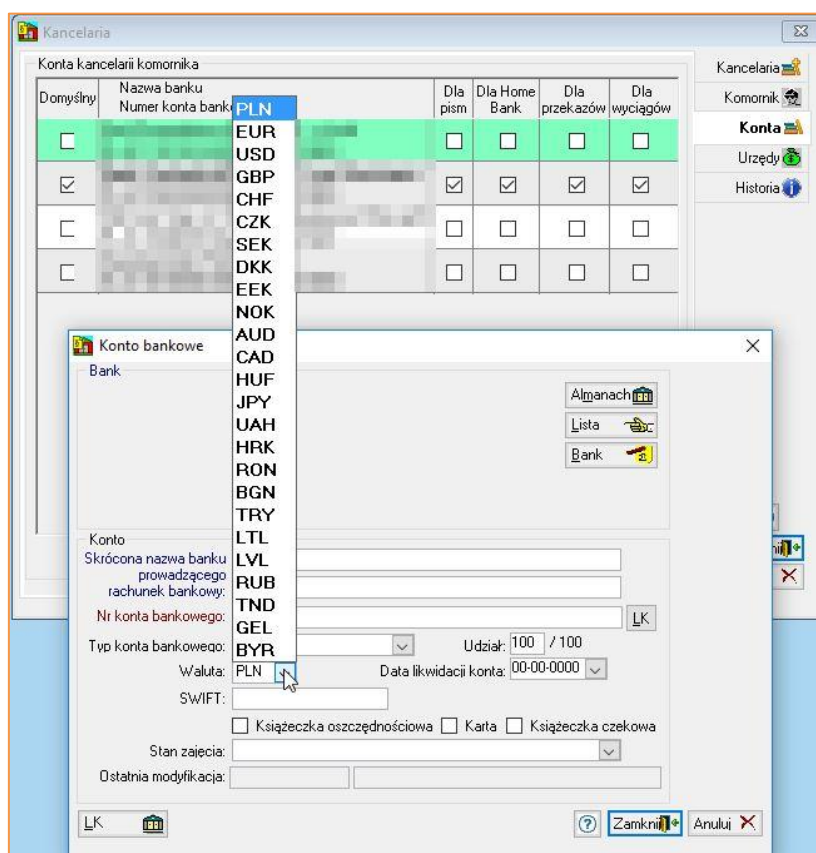 Kancelaria
Konta kancelarii komornika
Domyślny
Nazwa banku
Dla pism
Dla Home Bank
Dla przekazów
Dla wyciągów
Numer konta bank
Kancelaria
Komornik
Konta
Urzędy
Historia
PLN
EUR
USD
GBP
CHF
CZK
SEK
DKK
EEK
NOK
AUD
CAD
HUF
JPY
UAH
HRK
RON
BGN
TRY
LTL
LVL
RUB
TND
GEL
BYR
Konto bankowe
Bank
Almanach
Lista
Bank
Konto
Skrócona nazwa banku
prowadzącego
rachunek bankowy:
Nr konta bankowego:
LK
Typ konta bankowego:
Udział: 100 / 100
Waluta: PLN
Data likwidacji konta: 00-00-0000
SWIFT:
Książeczka oszczędnościowa
Karta
Książeczka czekowa
Stan zajęcia:
Ostatnia modyfikacja:
LK
Zamknij
Anuluj